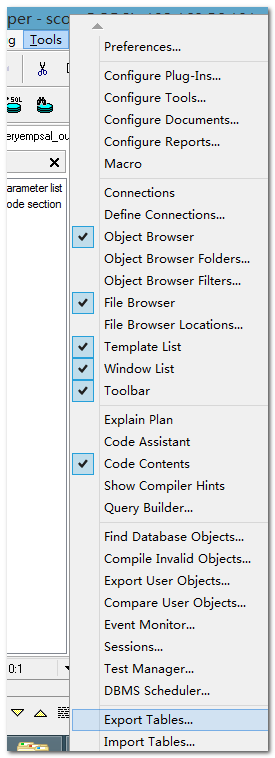 Tools
Preferences...
Configure Plug-Ins...
Configure Tools...
Configure Documents...
Configure Reports...
Macro
SQL
eryempsal_ou
Connections
arameter list
Define Connections...
ode section
Object Browser
Object Browser Folders...
Object Browser Filters...
File Browser
File Browser Locations...
Template List
Window List
Toolbar
Explain Plan
Code Assistant
Code Contents
Show Compiler Hints
Query Builder...
Find Database Objects...
Compile Invalid Objects...
Export User Objects...
Compare User Objects...
Event Monitor...
Sessions...
0:1
Test Manager...
DBMS Scheduler...
Export Tables...
Import Tables...